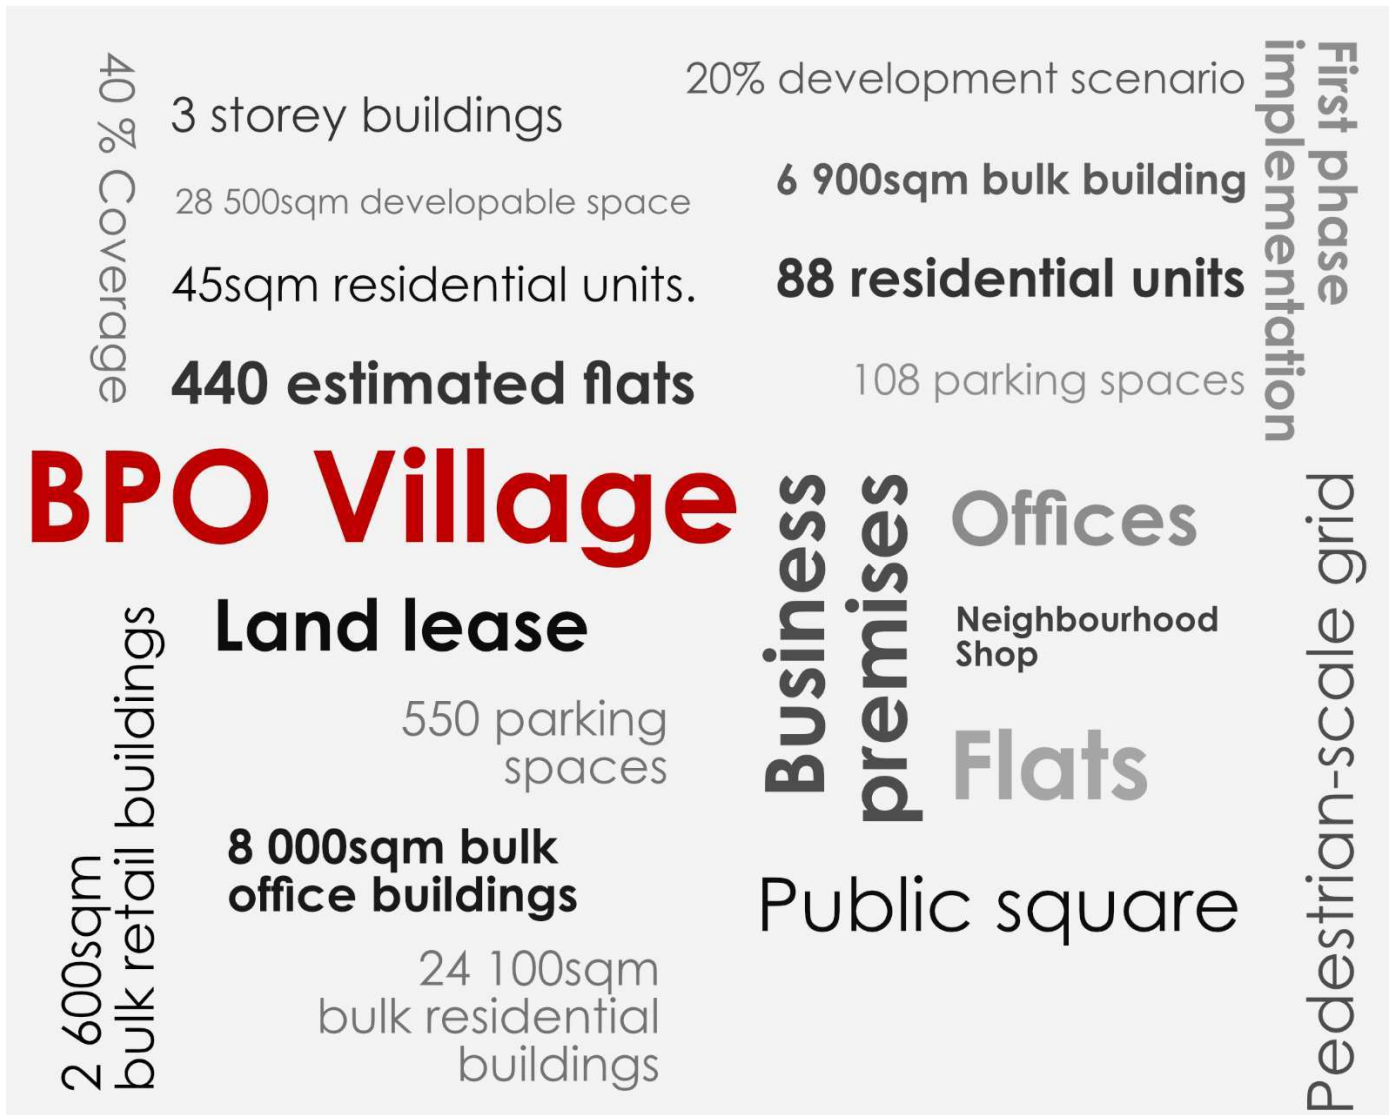 40 % Coverage
3 storey buildings
28 500sqm developable space
45sqm residential units.
440 estimated flats
20% development scenario
6 900sqm bulk building
88 residential units
108 parking spaces
First phase
implementation
BPO Village
Land lease
550 parking
spaces
8 000sqm bulk
office buildings
24 100sqm
bulk residential
buildings
2 600sqm
bulk retail buildings
Business
premises
Offices
Neighbourhood
Shop
Flats
Public square
Pedestrian-scale grid